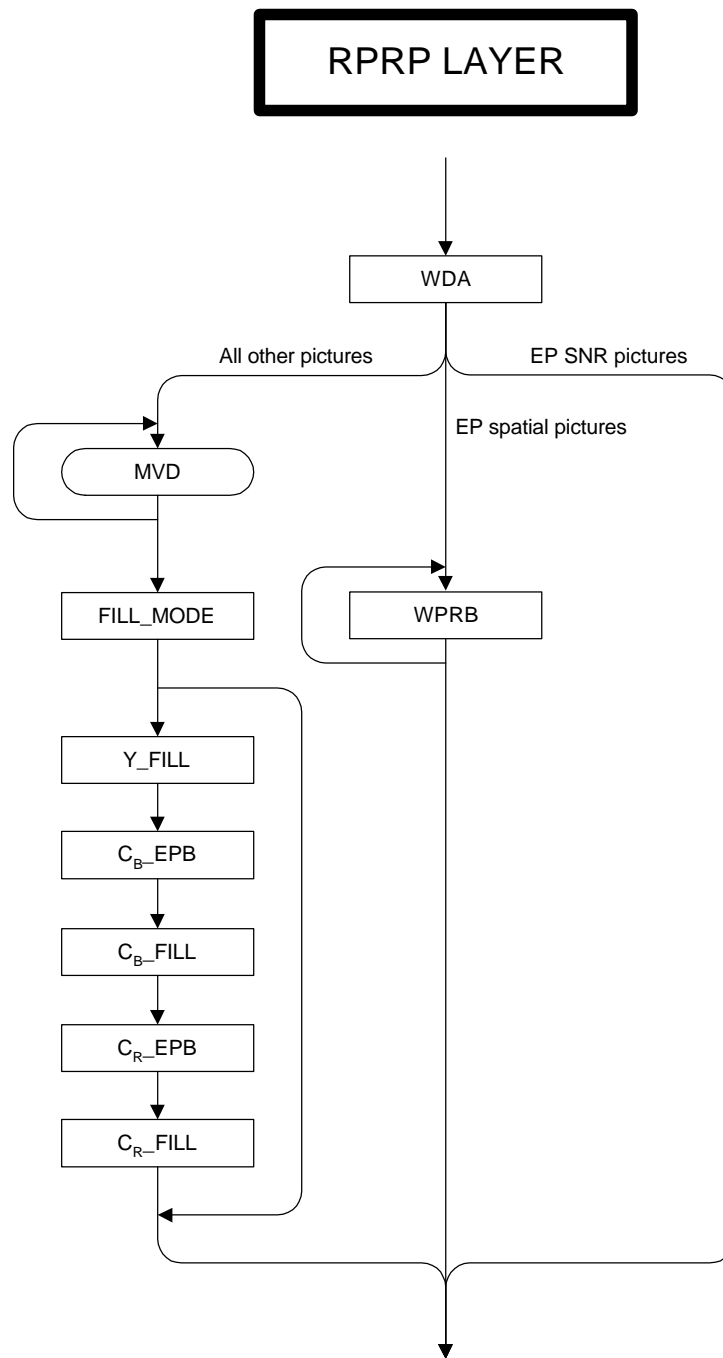 RPRP LAYER
WDA
All other pictures
EP SNR pictures
EP spatial pictures
MVD
FILL_MODE
WPRB
Y_FILL
C_B_EPB
C_B_FILL
C_R_EPB
C_R_FILL